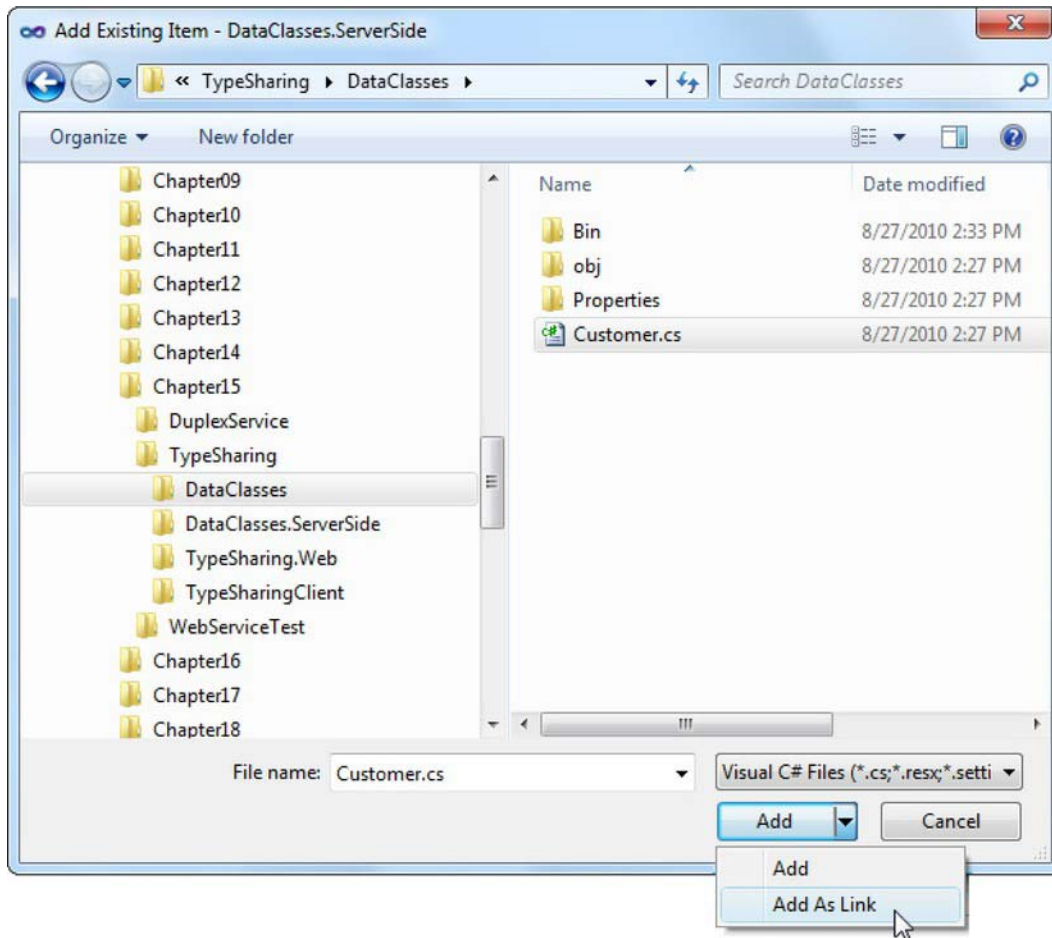 Add Existing Item - DataClasses.ServerSide
« TypeSharing DataClasses
Search DataClasses
Organize New folder
Chapter09
Chapter10
Chapter11
Chapter12
Chapter13
Chapter14
Chapter15
DuplexService
TypeSharing
DataClasses
DataClasses.ServerSide
TypeSharing.Web
TypeSharingClient
WebServiceTest
Chapter16
Chapter17
Chapter18
Name Date modified
Bin 8/27/2010 2:33 PM
obj 8/27/2010 2:27 PM
Properties 8/27/2010 2:27 PM
Customer.cs 8/27/2010 2:27 PM
File name: Customer.cs
Visual C# Files (*.cs;*.resx;*.setti
Add Cancel
Add
Add As Link